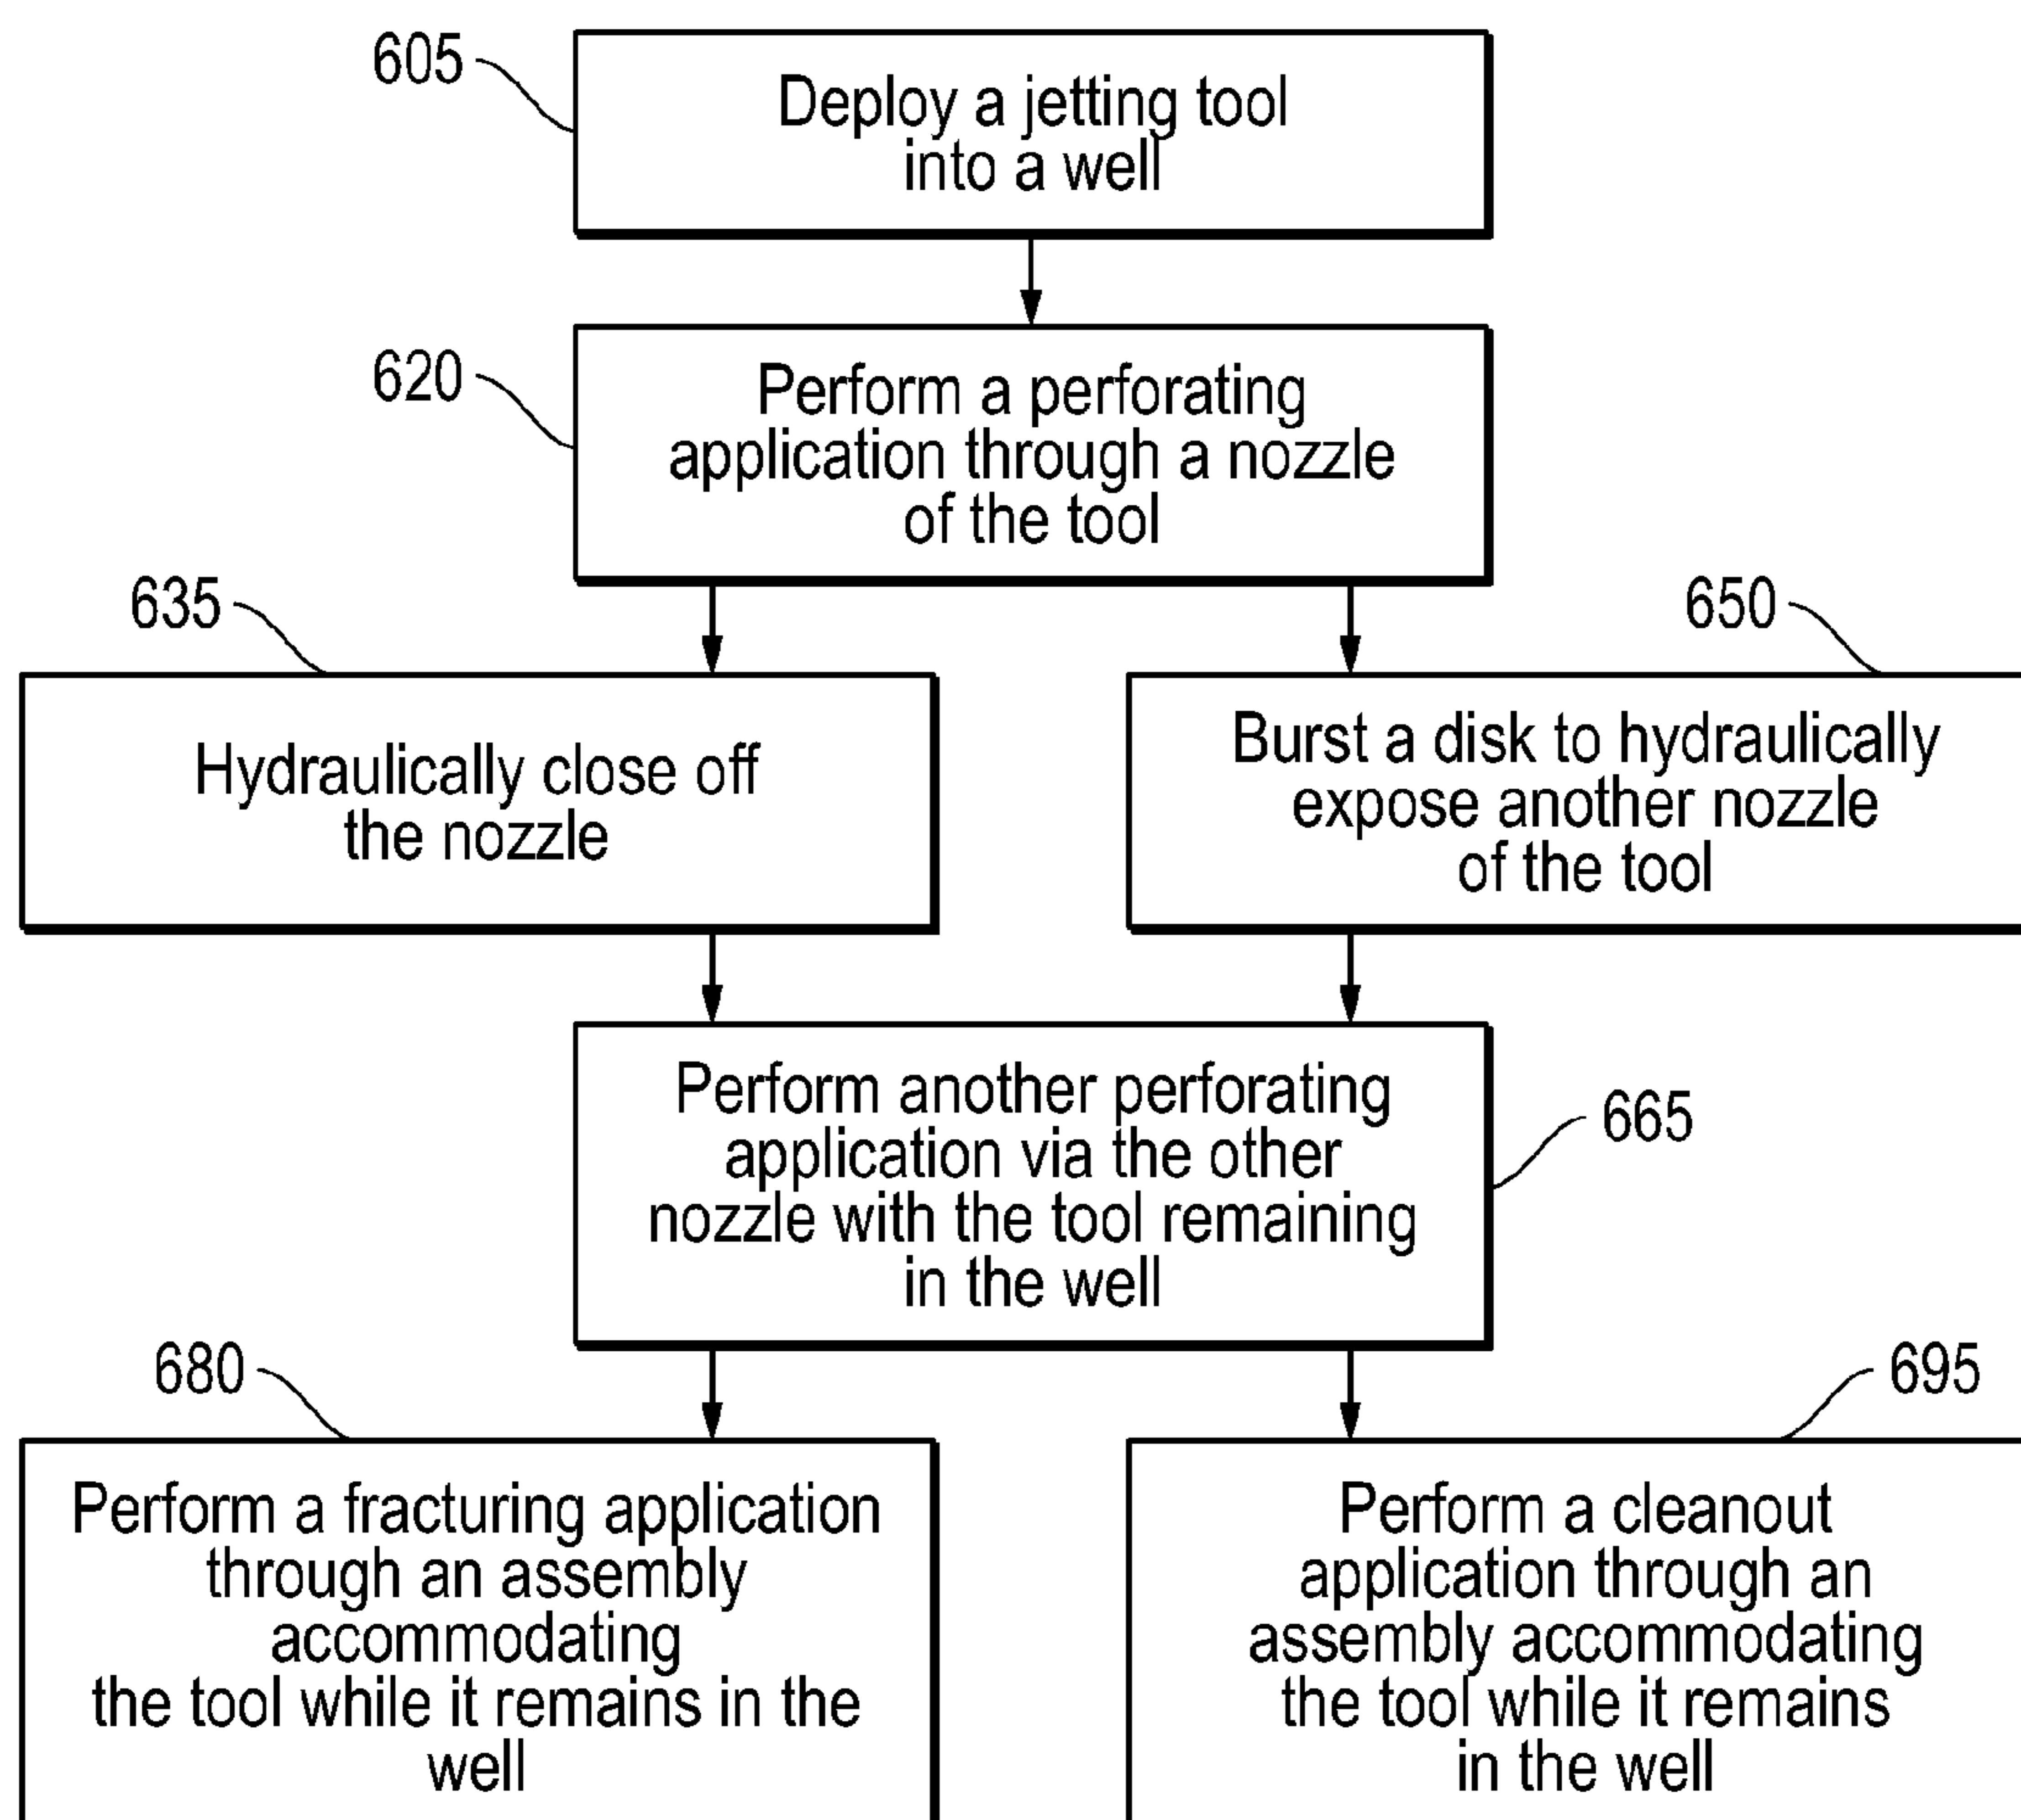 605
Deploy a jetting tool
into a well
620
Perform a perforating
application through a nozzle
of the tool
635
Hydraulically close off
the nozzle
650
Burst a disk to hydraulically
expose another nozzle
of the tool
Perform another perforating
application via the other
nozzle with the tool remaining
in the well
665
680
Perform a fracturing application
through an assembly
accommodating
the tool while it remains in the
well
695
Perform a cleanout
application through an
assembly accommodating
the tool while it remains
in the well